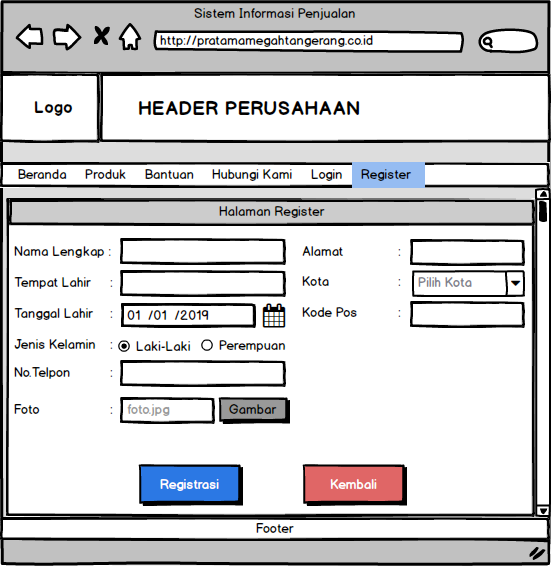 Sistem Informasi Penjualan
http://pratamamegahtangerang.co.id
Logo
HEADER PERUSAHAAN
Beranda Produk Bantuan Hubungi Kami Login Register
Halaman Register
Nama Lengkap :
Alamat :
Tempat Lahir :
Kota : Pilih Kota
Tanggal Lahir : 01 /01 /2019
Kode Pos :
Jenis Kelamin : Laki-Laki Perempuan
No.Telpon :
Foto : foto.jpg Gambar
Registrasi Kembali
Footer